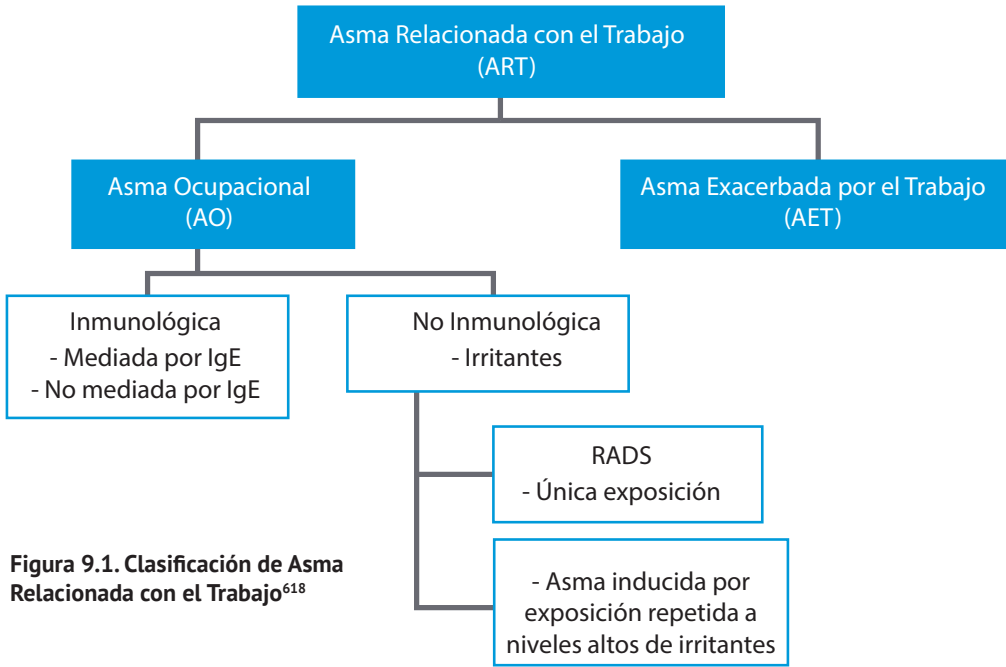 Asma Relacionada con el Trabajo
(ART)
Asma Ocupacional
(AO)
Asma Exacerbada por el Trabajo
(AET)
Inmunológica
- Mediada por IgE
- No mediada por IgE
No Inmunológica
- Irritantes
RADS
- Única exposición
- Asma inducida por
exposición repetida a
niveles altos de irritantes
Figura 9.1. Clasificación de Asma
Relacionada con el Trabajo⁶¹⁸